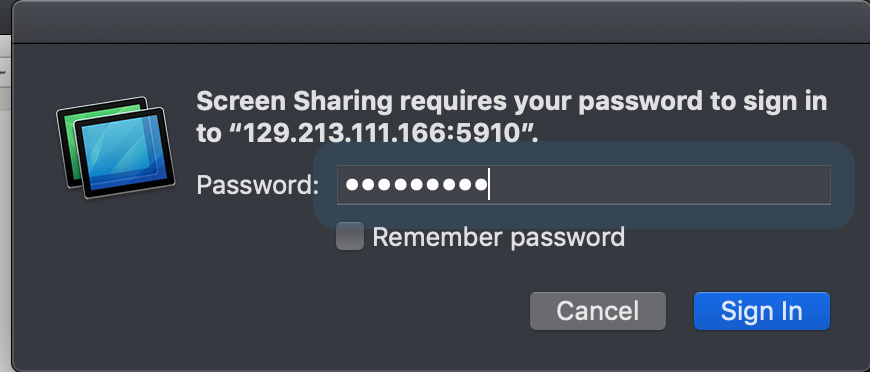 Screen Sharing requires your password to sign in
to “129.213.111.166:5910”.
Password: •••••••••
Remember password
Cancel Sign In